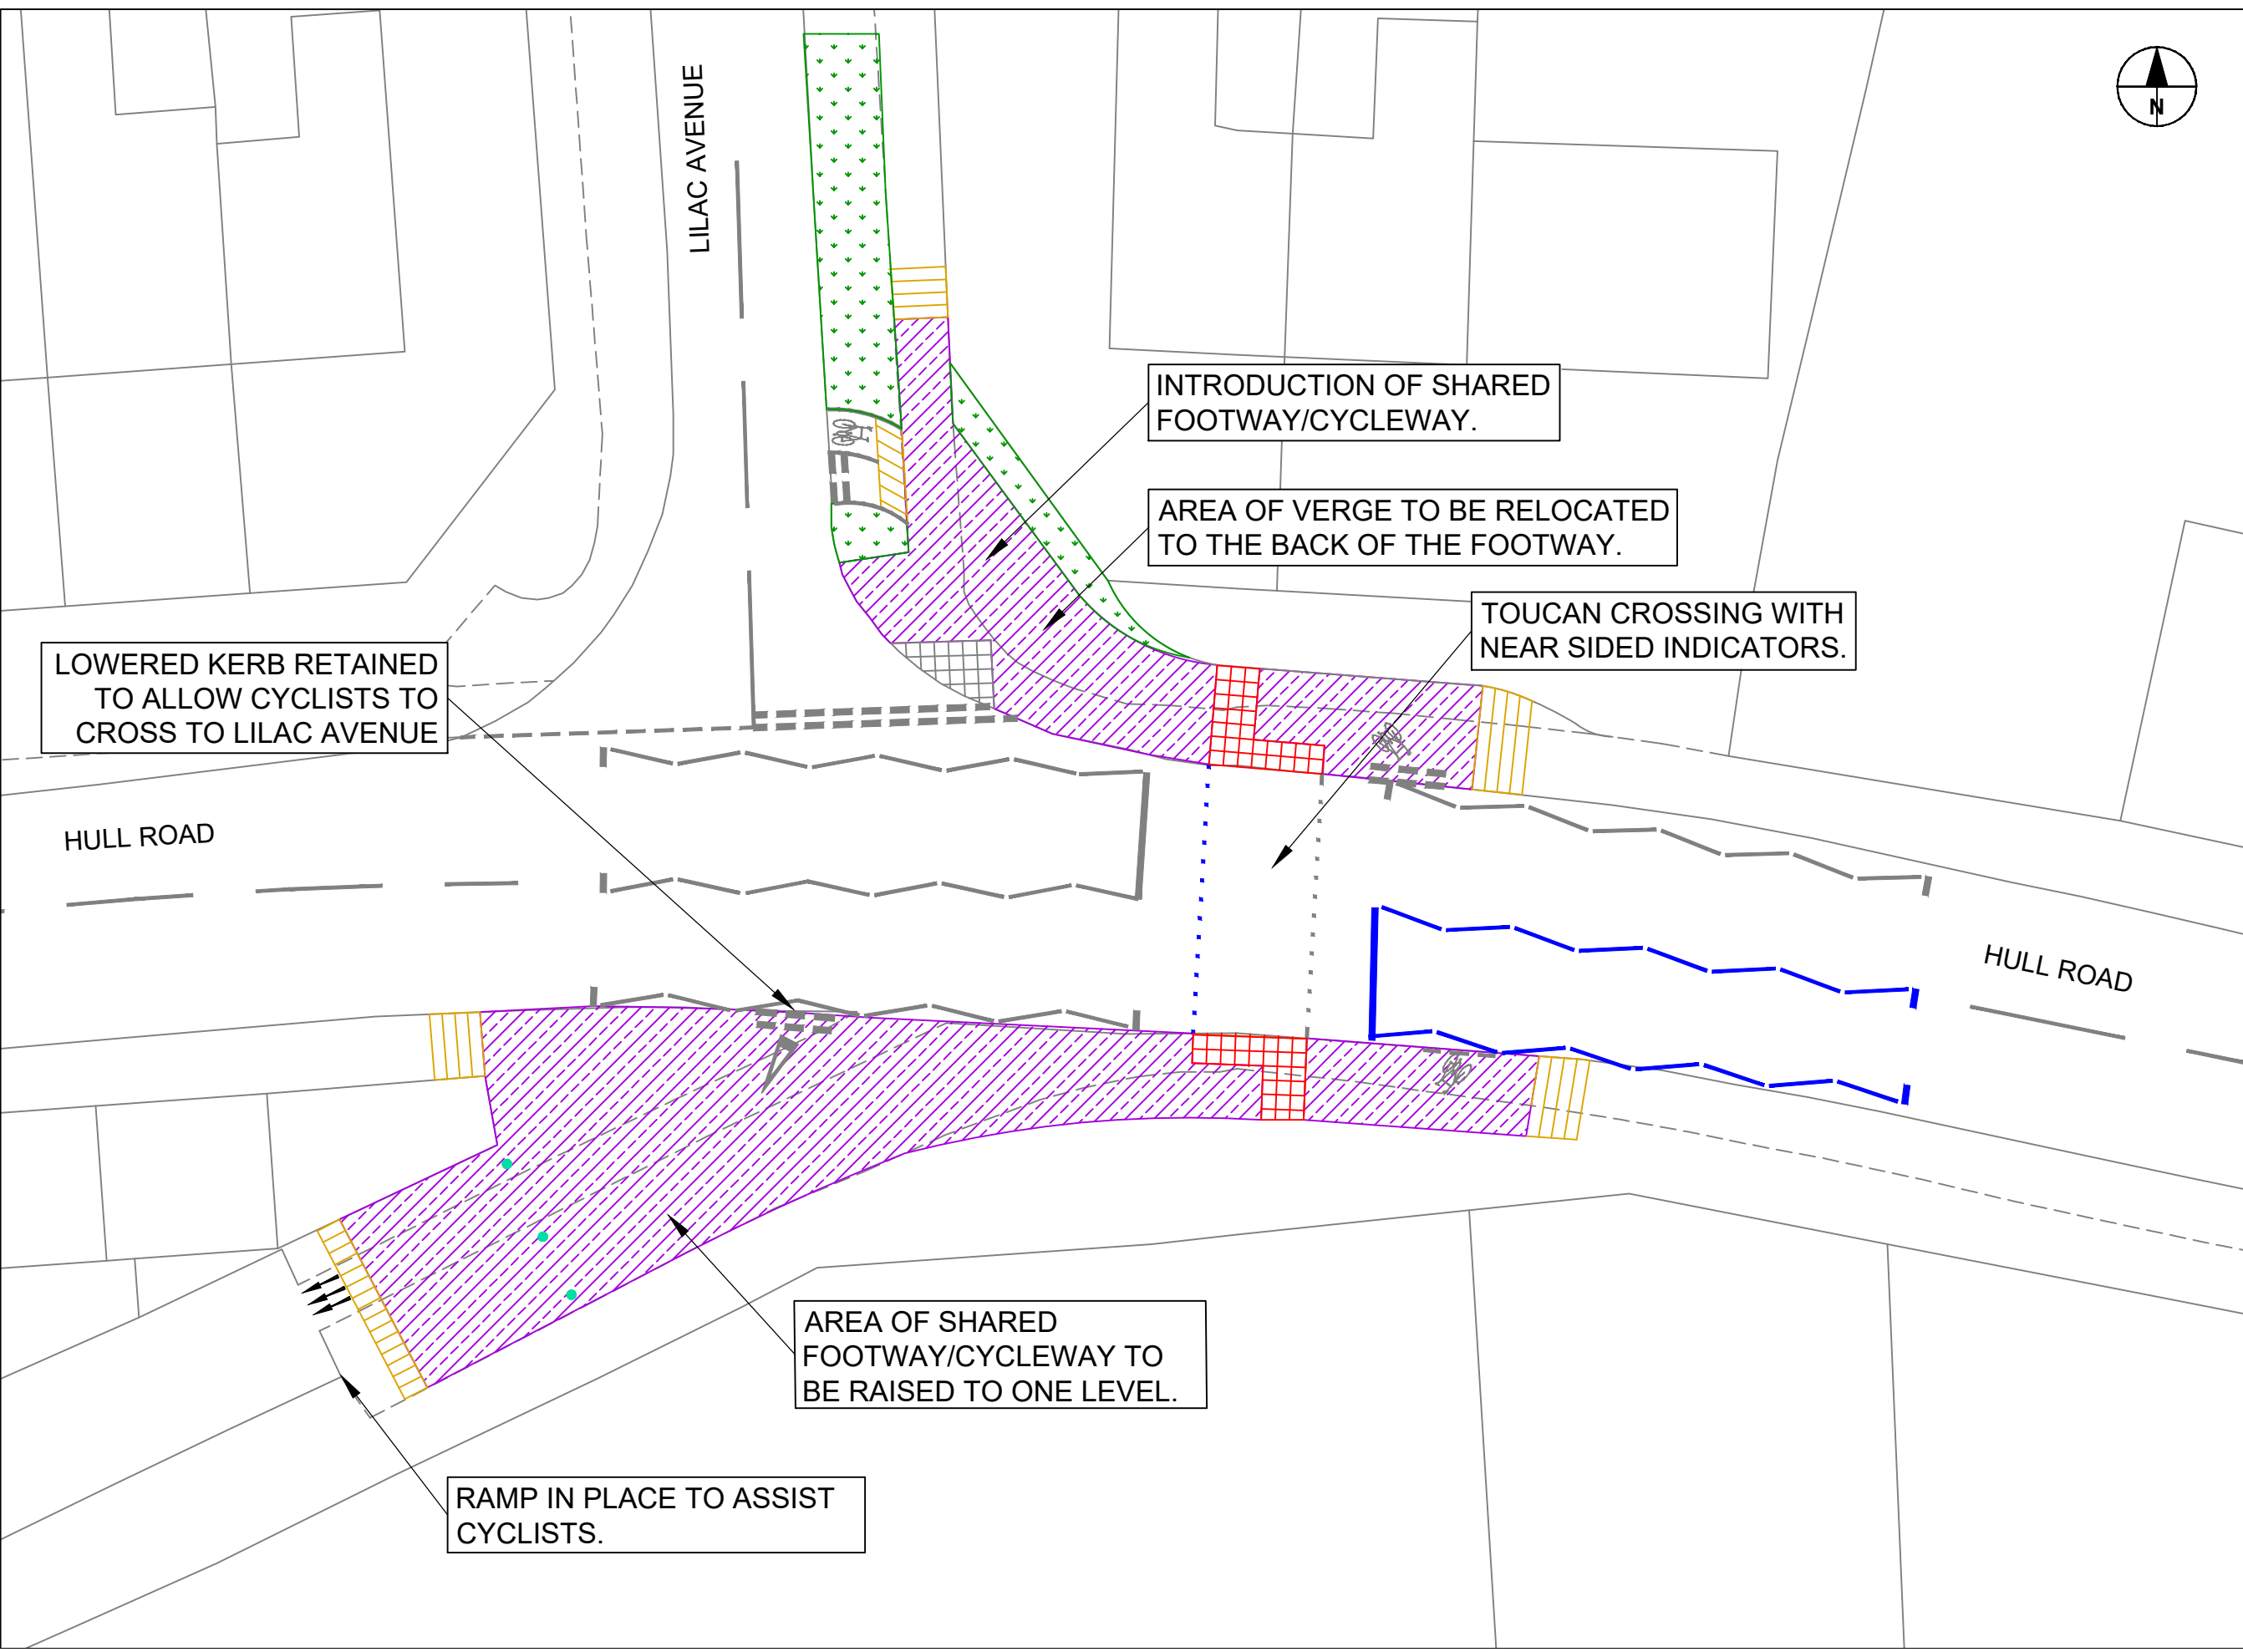 LILAC AVENUE
N
INTRODUCTION OF SHARED
FOOTWAY/CYCLEWAY.
AREA OF VERGE TO BE RELOCATED
TO THE BACK OF THE FOOTWAY.
TOUCAN CROSSING WITH
NEAR SIDED INDICATORS.
LOWERED KERB RETAINED
TO ALLOW CYCLISTS TO
CROSS TO LILAC AVENUE
HULL ROAD
HULL ROAD
AREA OF SHARED
FOOTWAY/CYCLEWAY TO
BE RAISED TO ONE LEVEL.
RAMP IN PLACE TO ASSIST
CYCLISTS.